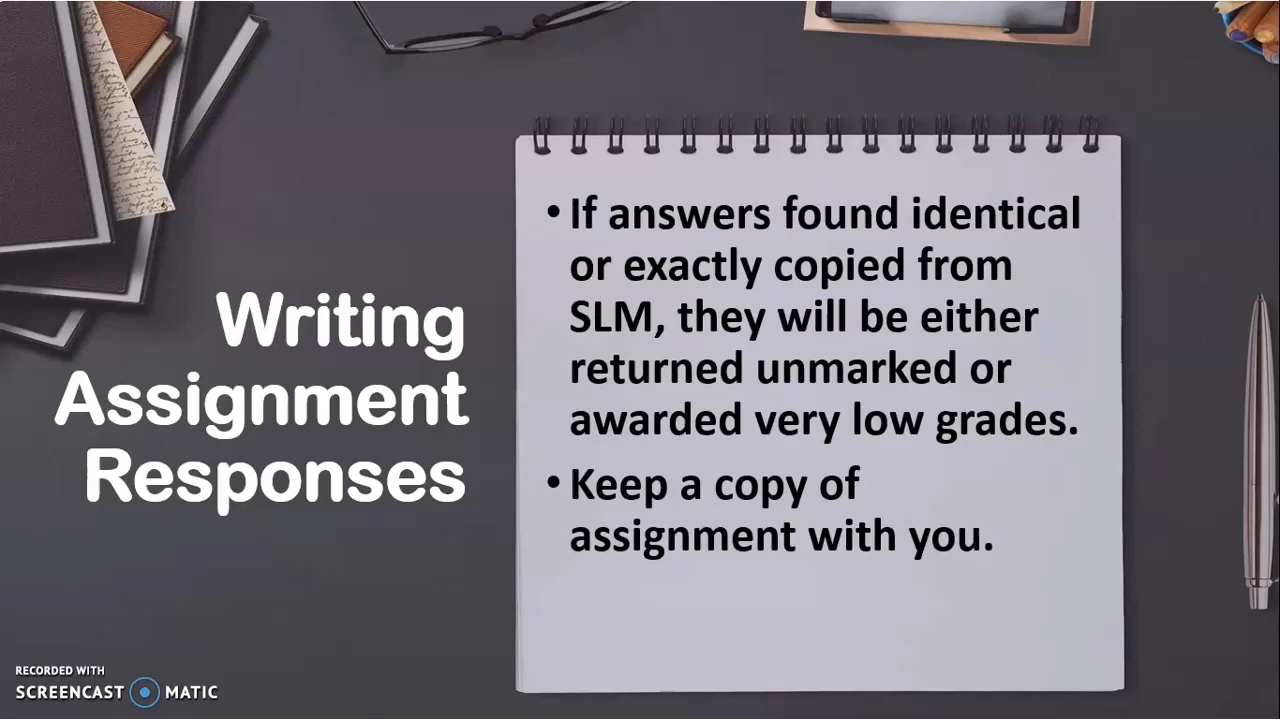 Writing
Assignment
Responses
• If answers found identical
or exactly copied from
SLM, they will be either
returned unmarked or
awarded very low grades.
• Keep a copy of
assignment with you.
RECORDED WITH
SCREENCAST MATIC